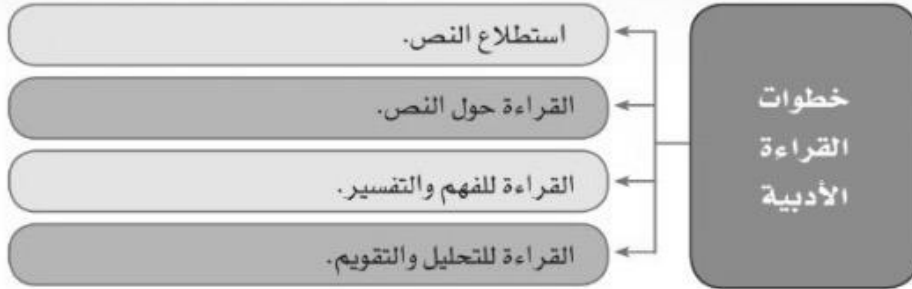 خطوات
القراءة
الأدبية
استطلاع النص.
القراءة حول النص.
القراءة للفهم والتفسير.
القراءة للتحليل والتقويم.